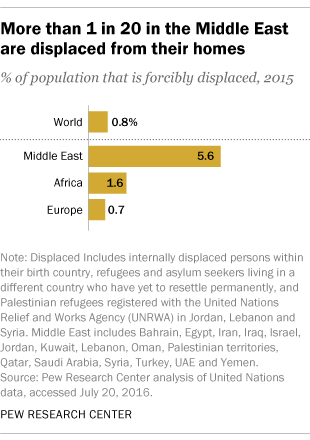 More than 1 in 20 in the Middle East
are displaced from their homes
% of population that is forcibly displaced, 2015
World 0.8%
Middle East 5.6
Africa 1.6
Europe 0.7
Note: Displaced Includes internally displaced persons within
their birth country, refugees and asylum seekers living in a
different country who have yet to resettle permanently, and
Palestinian refugees registered with the United Nations
Relief and Works Agency (UNRWA) in Jordan, Lebanon and
Syria. Middle East includes Bahrain, Egypt, Iran, Iraq, Israel,
Jordan, Kuwait, Lebanon, Oman, Palestinian territories,
Qatar, Saudi Arabia, Syria, Turkey, UAE and Yemen.
Source: Pew Research Center analysis of United Nations
data, accessed July 20, 2016.
PEW RESEARCH CENTER